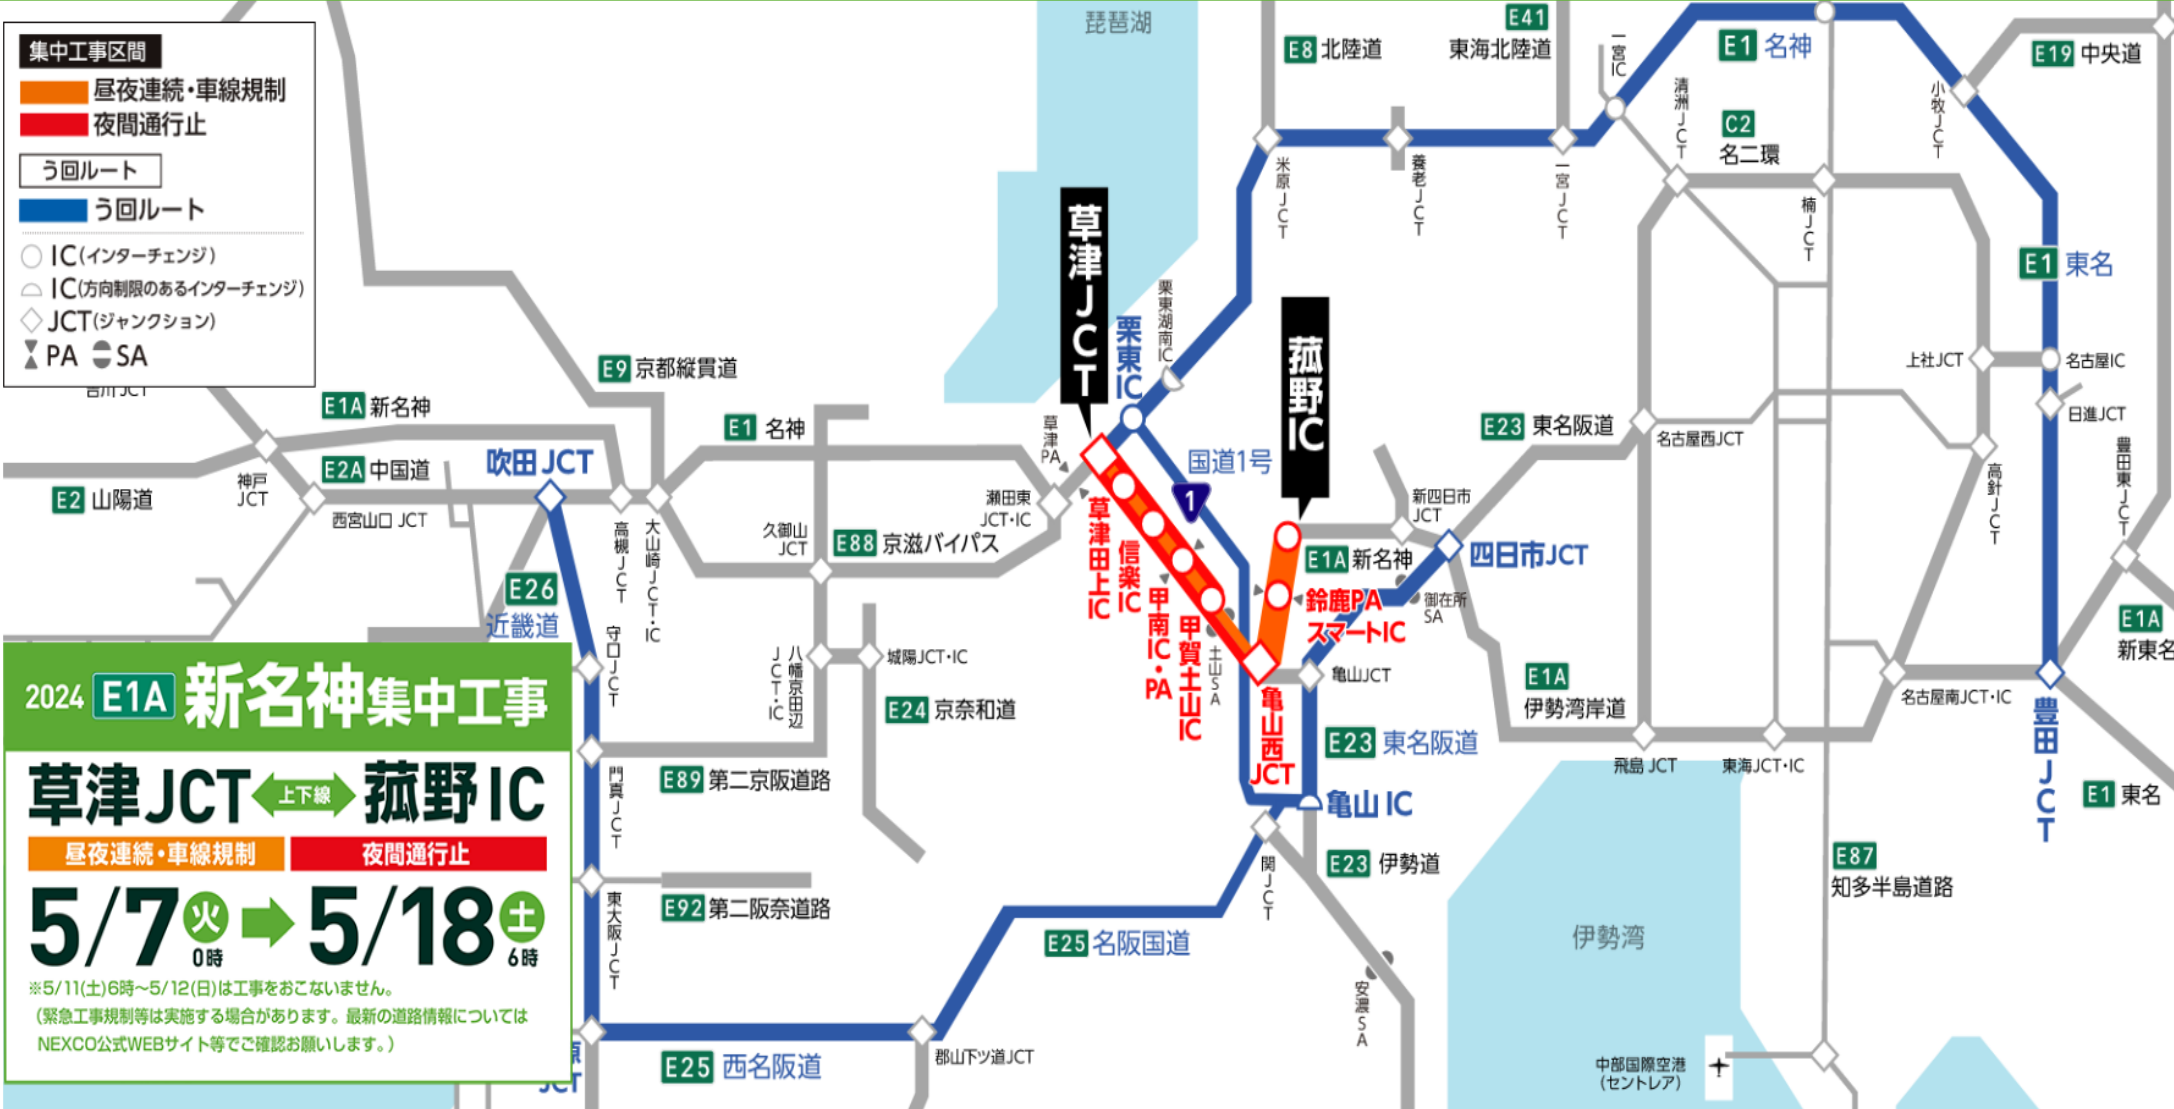 集中工事区間
昼夜連続・車線規制
夜間通行止
う回ルート
う回ルート
IC(インターチェンジ)
IC(方向制限のあるインターチェンジ)
JCT(ジャンクション)
PA SA
琵琶湖
E8 北陸道
E41
東海北陸道
一宮IC
E1 名神
E19 中央道
清洲JCT
C2
名二環
小牧JCT
米原JCT
養老JCT
一宮JCT
楠JCT
E1 東名
草津JCT
栗東IC
栗東湖南IC
菰野IC
上社JCT
名古屋IC
日進JCT
E9 京都縦貫道
E1A 新名神
E1 名神
草津PA
国道1号
1
E23 東名阪道
名古屋西JCT
豊田東JCT
高針JCT
E2A 中国道
吹田JCT
神戸
JCT
E2 山陽道
西宮山口 JCT
高槻JCT
大山崎JCT・IC
久御山
JCT
E88 京滋バイパス
瀬田東
JCT・IC
草津田上IC
信楽IC
甲南IC・PA
甲賀土山IC
土山SA
亀山西
JCT
新四日市
JCT
E1A 新名神
四日市JCT
鈴鹿PA
スマートIC
御在所
SA
亀山JCT
E26
近畿道
守口JCT
八幡京田辺
JCT・IC
城陽JCT・IC
E24 京奈和道
E1A
伊勢湾岸道
E1A
新東名
名古屋南JCT・IC
豊田JCT
E23 東名阪道
飛島 JCT
東海JCT・IC
E1 東名
亀山 IC
E89 第二京阪道路
門真JCT
関JCT
E23 伊勢道
E87
知多半島道路
E92 第二阪奈道路
東大阪JCT
E25 名阪国道
伊勢湾
安濃SA
郡山下ツ道JCT
E25 西名阪道
JCT
中部国際空港
(セントレア)
2024 E1A 新名神集中工事
草津JCT 上下線 菰野IC
昼夜連続・車線規制 夜間通行止
5/7 火 0時 5/18 土 6時
※5/11(土)6時～5/12(日)は工事をおこないません。
(緊急工事規制等は実施する場合があります。最新の道路情報については
NEXCO公式WEBサイト等でご確認お願いします。)